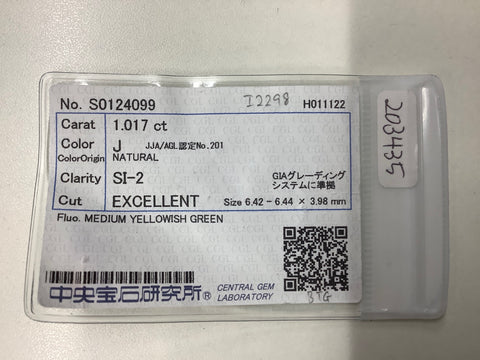 No. S0124099 I2298 H011122
Carat 1.017 ct
Color J JJA/AGL認定No.201
ColorOrigin NATURAL
Clarity SI-2 GIAグレーディング
システムに準拠
Cut EXCELLENT Size 6.42 - 6.44 × 3.98 mm
Fluo. MEDIUM YELLOWISH GREEN
中央宝石研究所® CENTRAL GEM
LABORATORY
BTG
203435